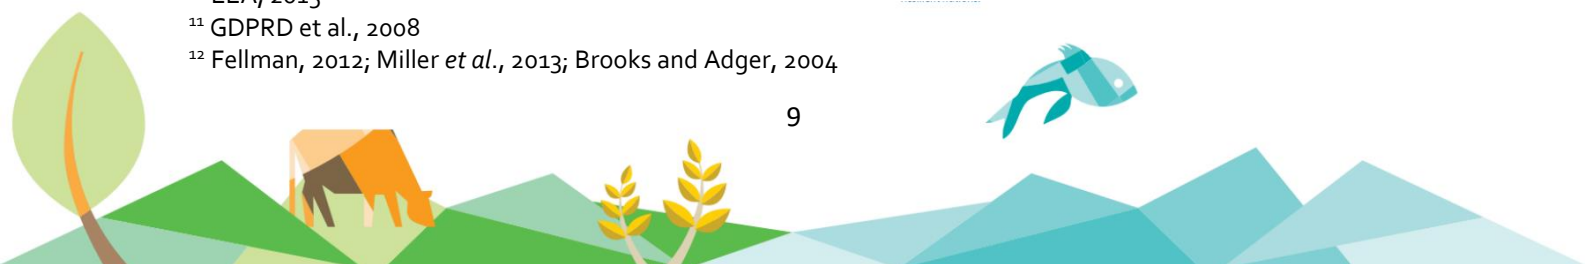 ¹¹ GDPRD et al., 2008
¹² Fellman, 2012; Miller et al., 2013; Brooks and Adger, 2004
9